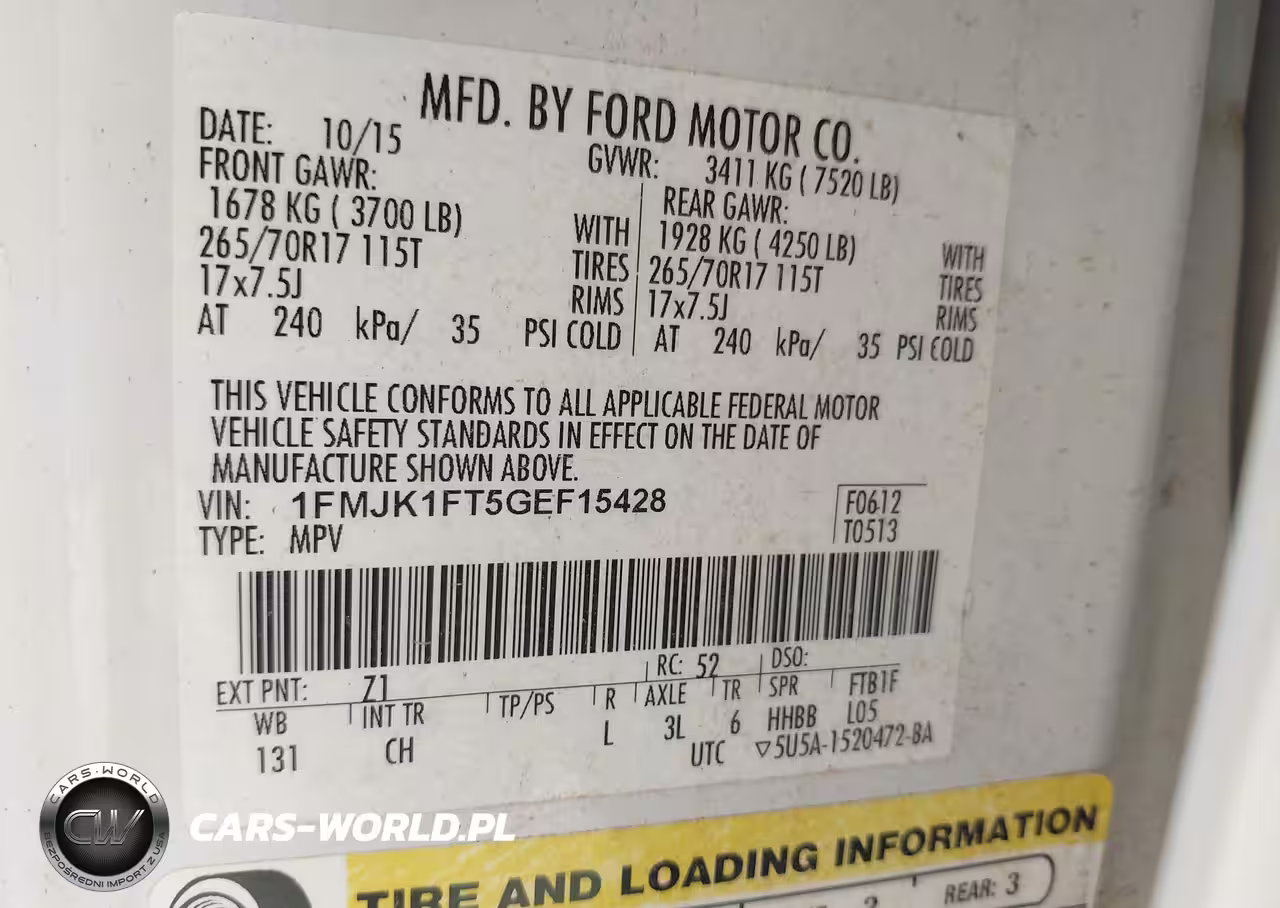 MFD. BY FORD MOTOR CO.
DATE: 10/15 GVWR: 3411 KG ( 7520 LB)
FRONT GAWR: REAR GAWR:
1678 KG ( 3700 LB) WITH 1928 KG ( 4250 LB) WITH
265/70R17 115T TIRES 265/70R17 115T TIRES
17x7.5J RIMS 17x7.5J RIMS
AT 240 kPa/ 35 PSI COLD AT 240 kPa/ 35 PSI COLD
THIS VEHICLE CONFORMS TO ALL APPLICABLE FEDERAL MOTOR
VEHICLE SAFETY STANDARDS IN EFFECT ON THE DATE OF
MANUFACTURE SHOWN ABOVE.
VIN: 1FMJK1FT5GEF15428 F0612
TYPE: MPV T0513
EXT PNT: Z1 RC: 52 DSO:
WB INT TR TP/PS R AXLE TR SPR FTB1F
131 CH L 3L 6 HHBB L05
UTC ▽5U5A-1520472-BA
CARS-WORLD
CW
BEZPOŚREDNI IMPORT Z USA
CARS-WORLD.PL
TIRE AND LOADING INFORMATION
REAR: 3